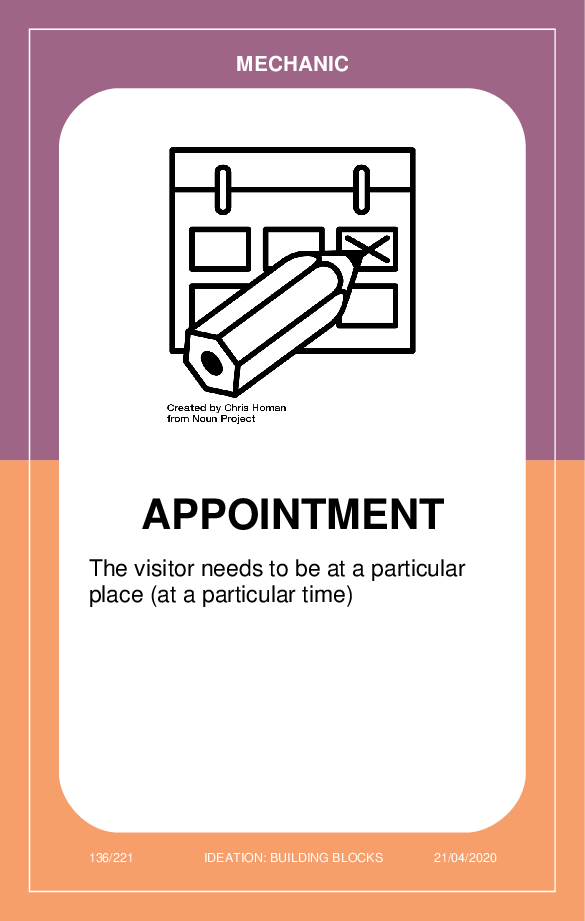 MECHANIC
Created by Chris Homan
from Noun Project
APPOINTMENT
The visitor needs to be at a particular
place (at a particular time)
136/221 IDEATION: BUILDING BLOCKS 21/04/2020